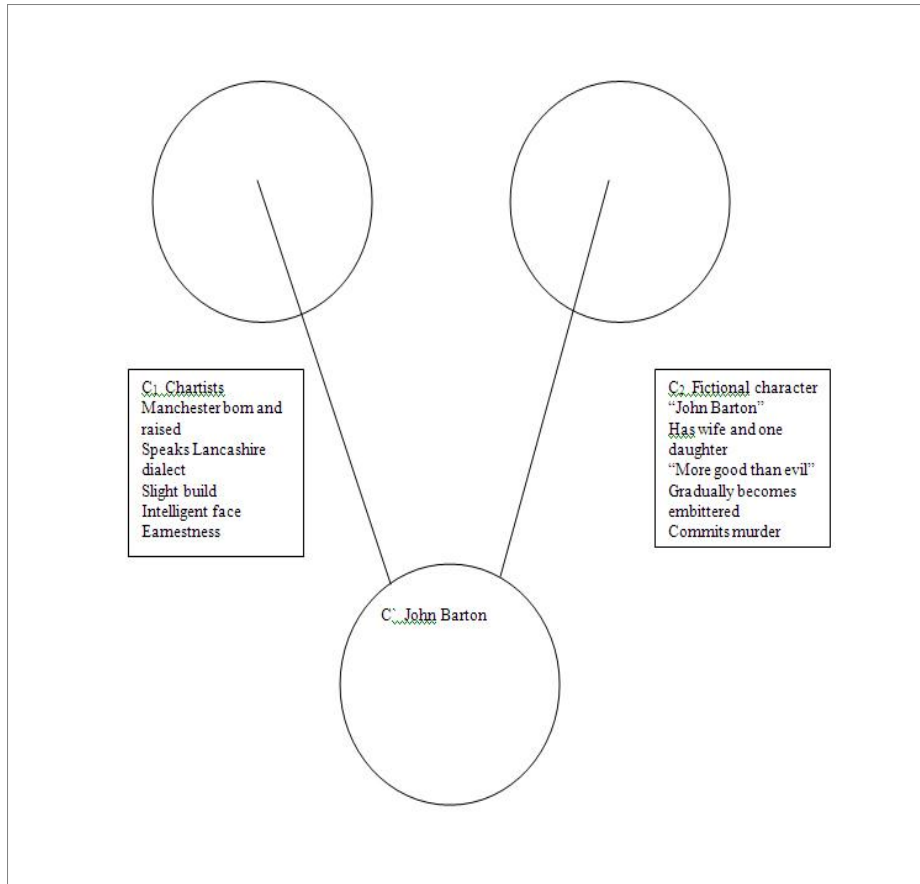 C₁ Chartists
Manchester born and
raised
Speaks Lancashire
dialect
Slight build
Intelligent face
Earnestness
C₂ Fictional character
“John Barton”
Has wife and one
daughter
“More good than evil”
Gradually becomes
embittered
Commits murder
C` John Barton